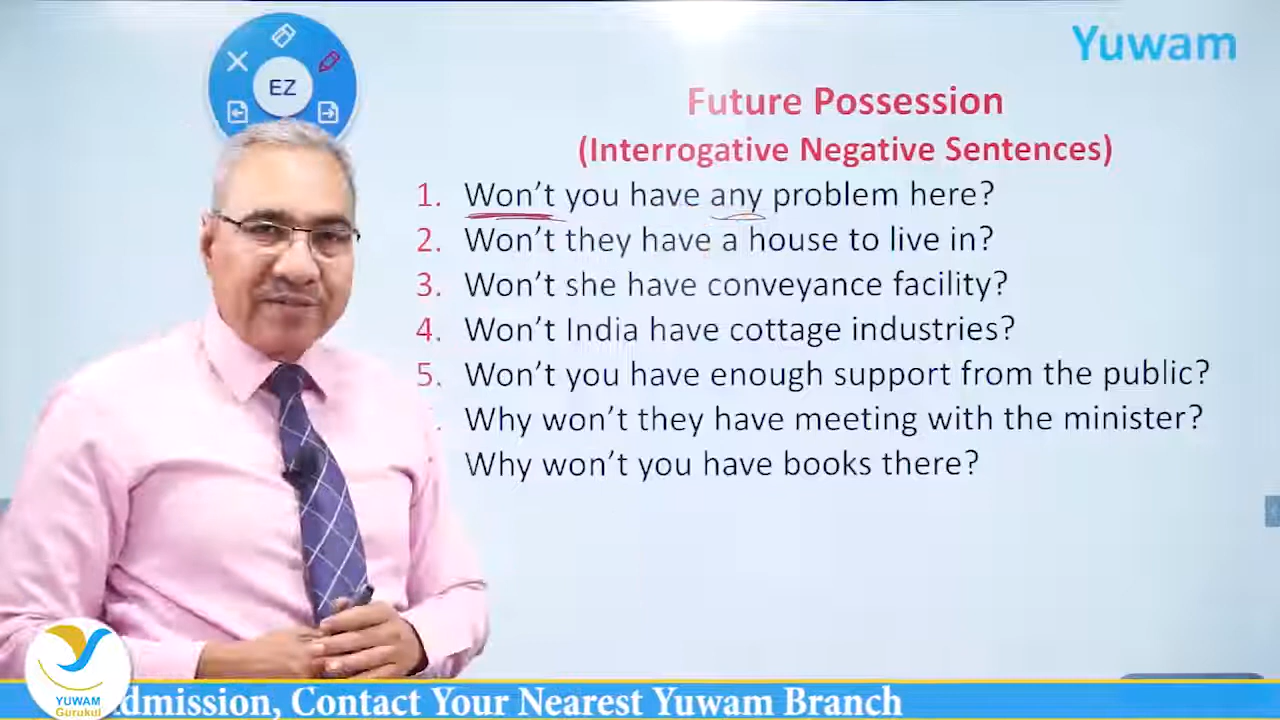 EZ
Yuwam
Future Possession
(Interrogative Negative Sentences)
1. Won't you have any problem here?
2. Won't they have a house to live in?
3. Won't she have conveyance facility?
4. Won't India have cottage industries?
5. Won't you have enough support from the public?
. Why won't they have meeting with the minister?
Why won't you have books there?
YUWAM
Gurukul
dmission, Contact Your Nearest Yuwam Branch